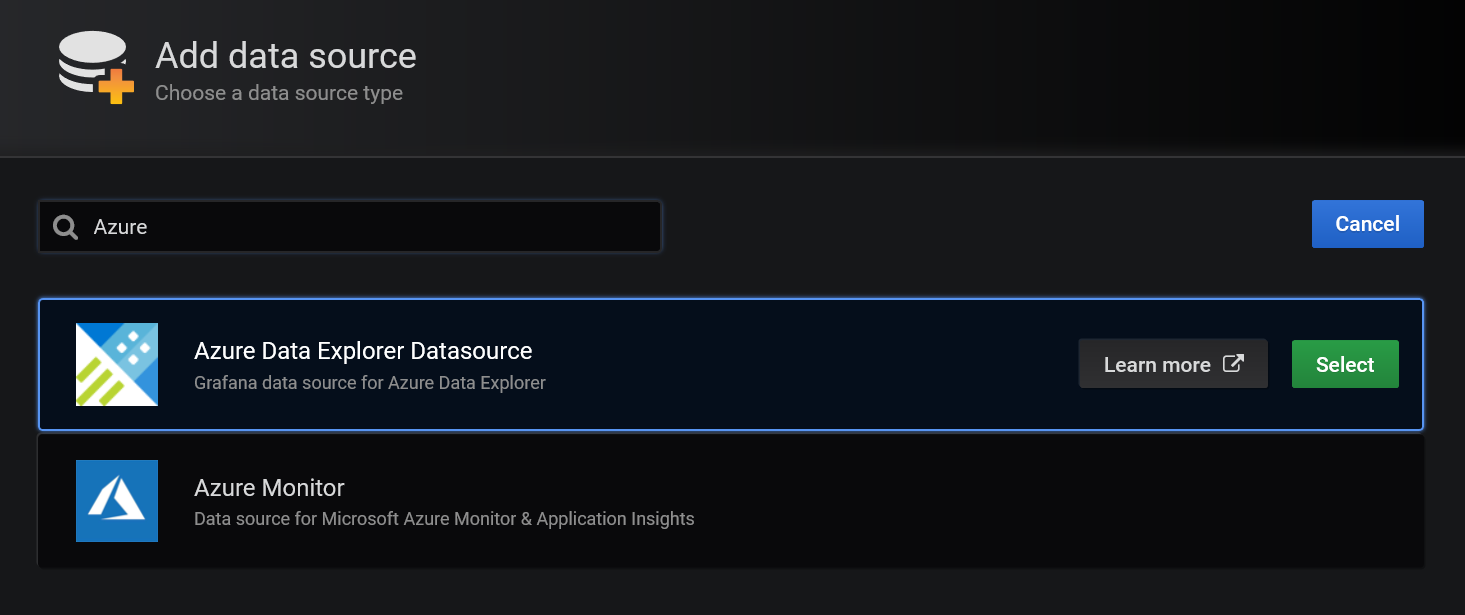 Add data source
Choose a data source type
Azure
Cancel
Azure Data Explorer Datasource
Grafana data source for Azure Data Explorer
Learn more
Select
Azure Monitor
Data source for Microsoft Azure Monitor & Application Insights